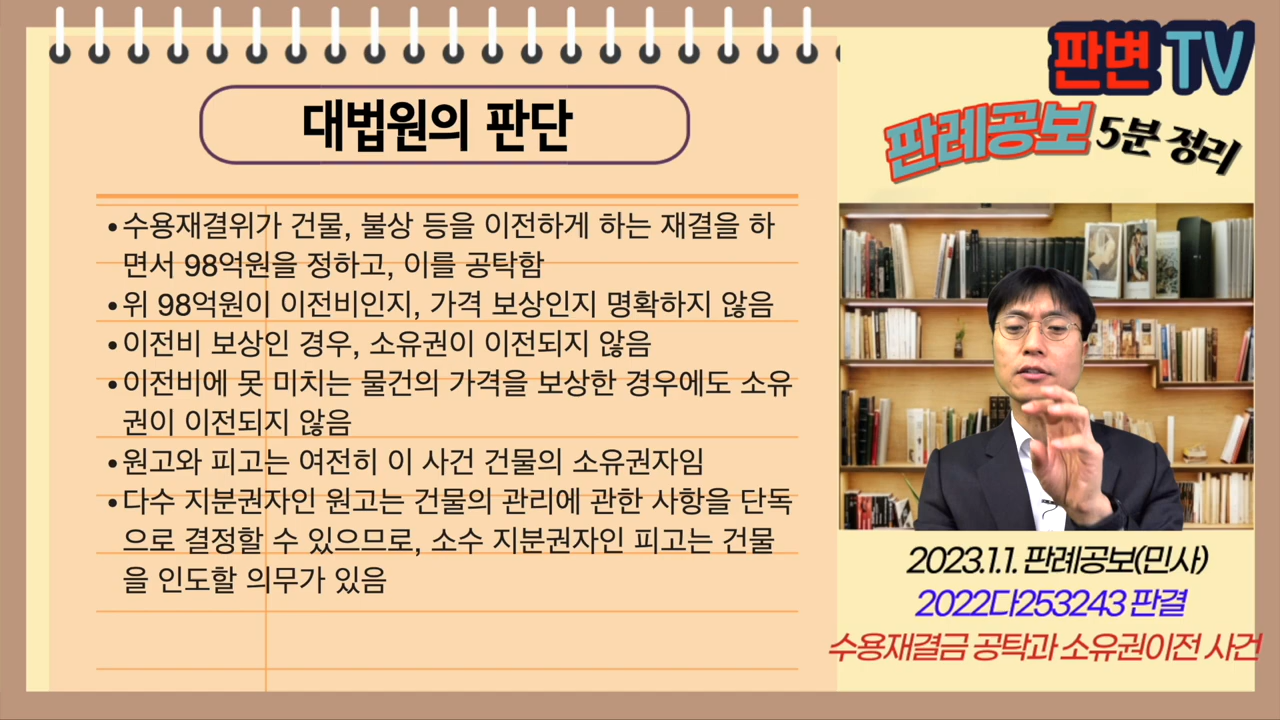 대법원의 판단
•수용재결위가 건물, 불상 등을 이전하게 하는 재결을 하
면서 98억원을 정하고, 이를 공탁함
•위 98억원이 이전비인지, 가격 보상인지 명확하지 않음
•이전비 보상인 경우, 소유권이 이전되지 않음
•이전비에 못 미치는 물건의 가격을 보상한 경우에도 소유
권이 이전되지 않음
•원고와 피고는 여전히 이 사건 건물의 소유권자임
•다수 지분권자인 원고는 건물의 관리에 관한 사항을 단독
으로 결정할 수 있으므로, 소수 지분권자인 피고는 건물
을 인도할 의무가 있음
판변 TV
판례공보 5분 정리
2023.1.1. 판례공보(민사)
2022다253243 판결
수용재결금 공탁과 소유권이전 사건